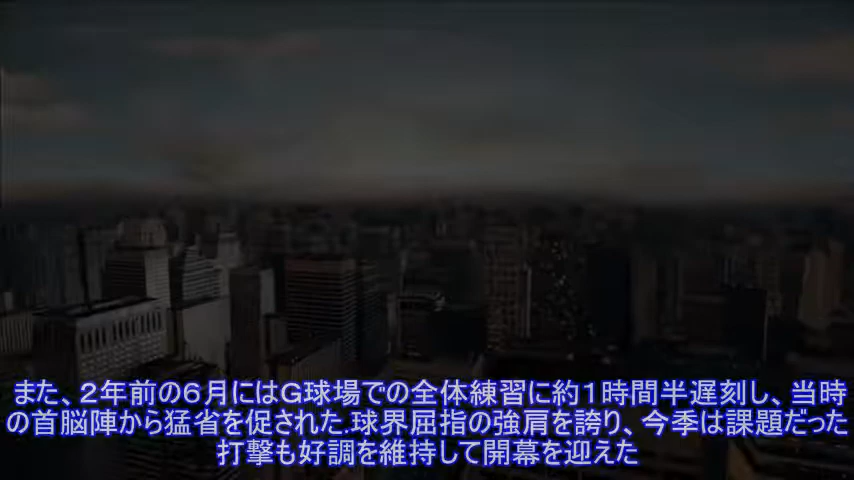 また、２年前の６月にはＧ球場での全体練習に約１時間半遅刻し、当時
の首脳陣から猛省を促された.球界屈指の強肩を誇り、今季は課題だった
打撃も好調を維持して開幕を迎えた